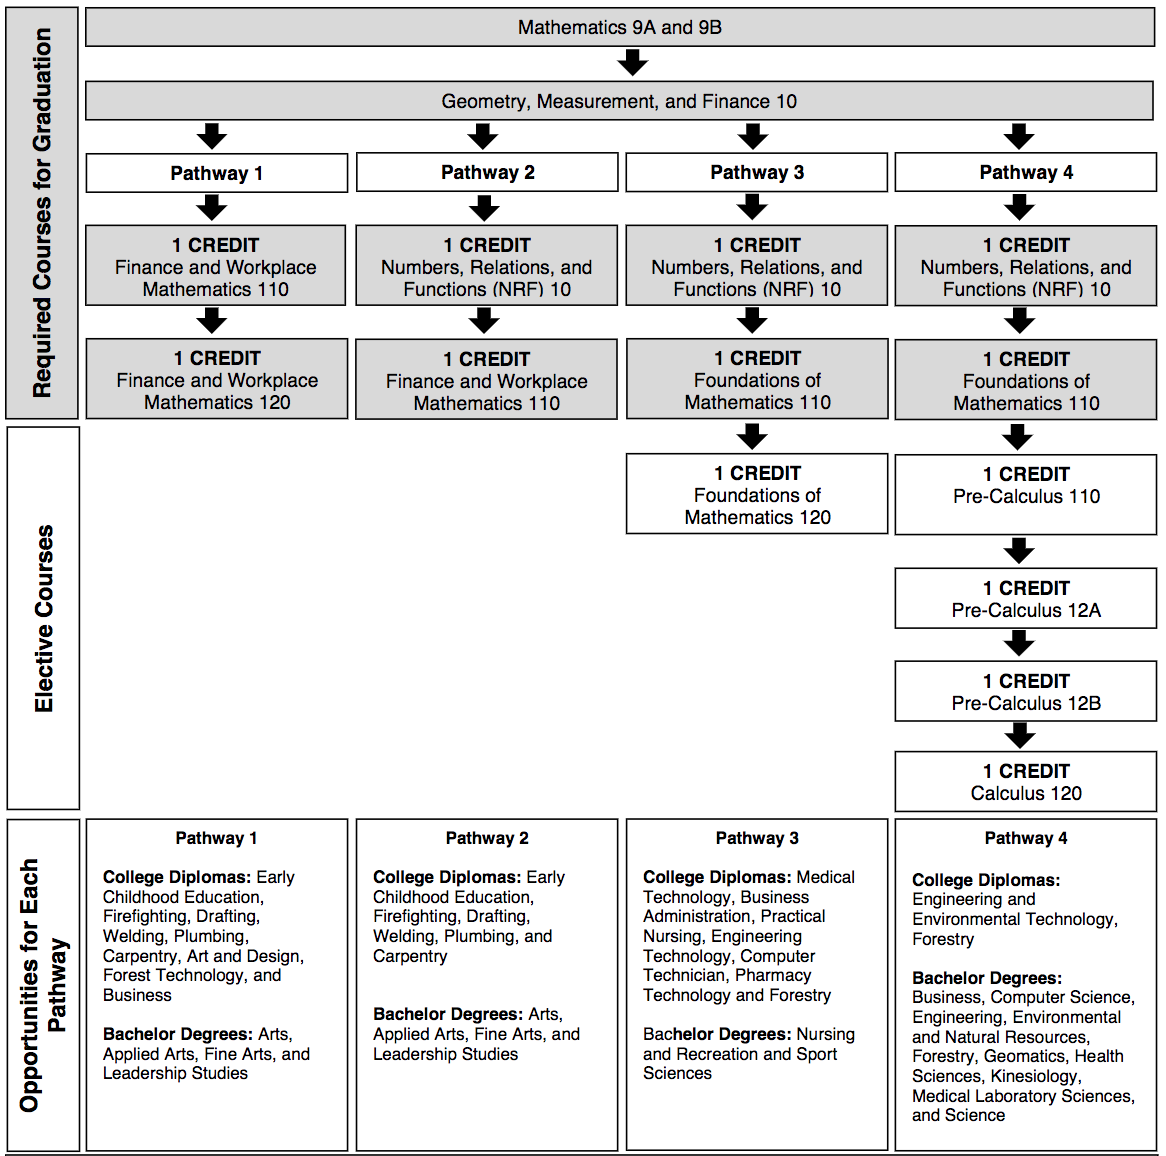 Required Courses for Graduation
Mathematics 9A and 9B
Geometry, Measurement, and Finance 10
Pathway 1
Pathway 2
Pathway 3
Pathway 4
1 CREDIT
Finance and Workplace
Mathematics 110
1 CREDIT
Numbers, Relations, and
Functions (NRF) 10
1 CREDIT
Numbers, Relations, and
Functions (NRF) 10
1 CREDIT
Numbers, Relations, and
Functions (NRF) 10
1 CREDIT
Finance and Workplace
Mathematics 120
1 CREDIT
Finance and Workplace
Mathematics 110
1 CREDIT
Foundations of
Mathematics 110
1 CREDIT
Foundations of
Mathematics 110
Elective Courses
1 CREDIT
Foundations of
Mathematics 120
1 CREDIT
Pre-Calculus 110
1 CREDIT
Pre-Calculus 12A
1 CREDIT
Pre-Calculus 12B
1 CREDIT
Calculus 120
Opportunities for Each
Pathway
Pathway 1
College Diplomas: Early
Childhood Education,
Firefighting, Drafting,
Welding, Plumbing,
Carpentry, Art and Design,
Forest Technology, and
Business
Bachelor Degrees: Arts,
Applied Arts, Fine Arts, and
Leadership Studies
Pathway 2
College Diplomas: Early
Childhood Education,
Firefighting, Drafting,
Welding, Plumbing, and
Carpentry
Bachelor Degrees: Arts,
Applied Arts, Fine Arts, and
Leadership Studies
Pathway 3
College Diplomas: Medical
Technology, Business
Administration, Practical
Nursing, Engineering
Technology, Computer
Technician, Pharmacy
Technology and Forestry
Bachelor Degrees: Nursing
and Recreation and Sport
Sciences
Pathway 4
College Diplomas:
Engineering and
Environmental Technology,
Forestry
Bachelor Degrees:
Business, Computer Science,
Engineering, Environmental
and Natural Resources,
Forestry, Geomatics, Health
Sciences, Kinesiology,
Medical Laboratory Sciences,
and Science